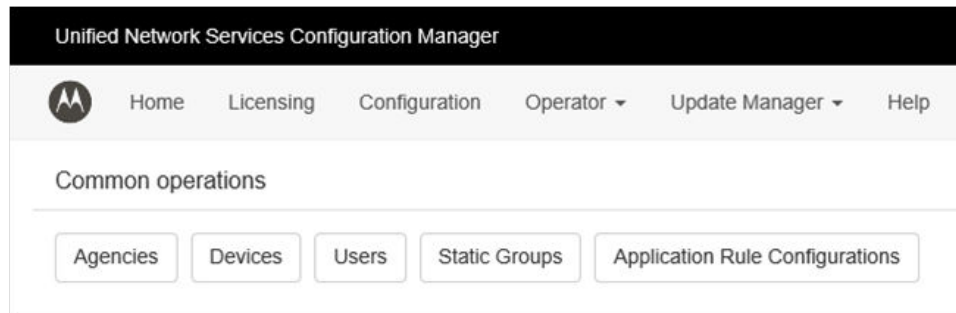 Unified Network Services Configuration Manager
Home Licensing Configuration Operator Update Manager Help
Common operations
Agencies Devices Users Static Groups Application Rule Configurations